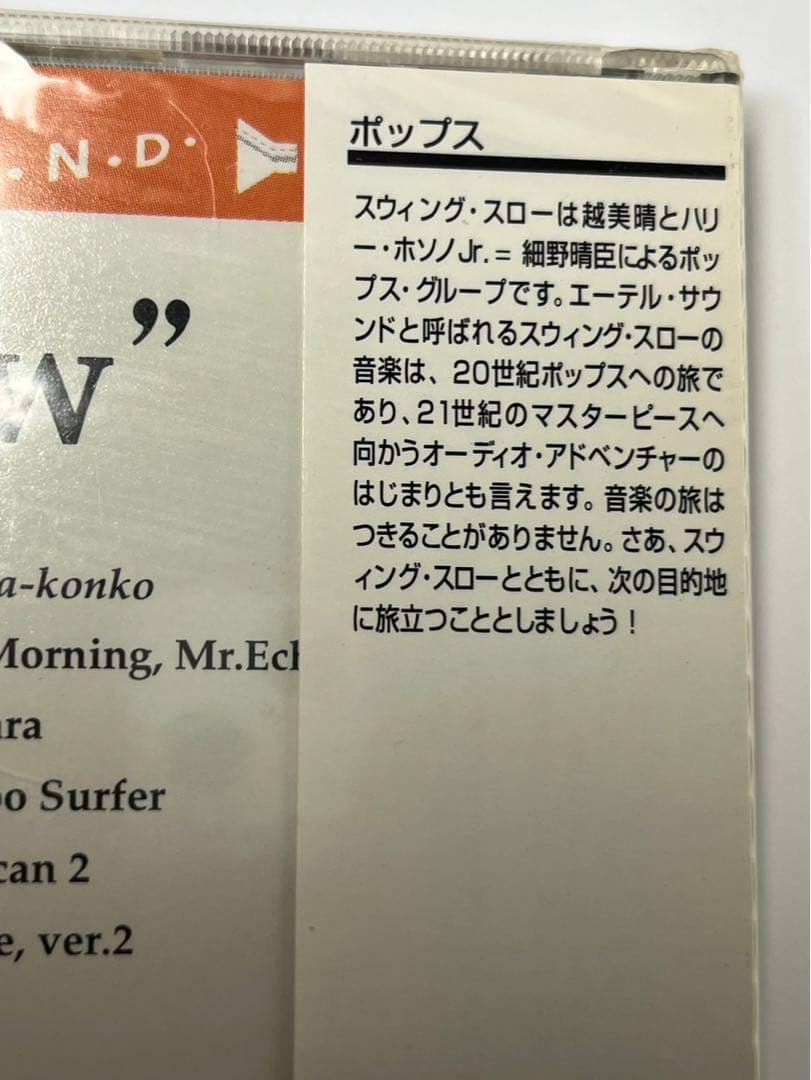 N.D.
w”
a-konko
Morning, Mr.Ech
ara
oo Surfer
can 2
e, ver.2
ポップス
スウィング・スローは越美晴とハリ
ー・ホソノJr.= 細野晴臣によるポッ
プス・グループです。エーテル・サウ
ンドと呼ばれるスウィング・スローの
音楽は、20世紀ポップスへの旅で
あり、21世紀のマスターピースへ
向かうオーディオ・アドベンチャーの
はじまりとも言えます。音楽の旅は
つきることがありません。さあ、スウ
ィング・スローとともに、次の目的地
に旅立つこととしましょう！